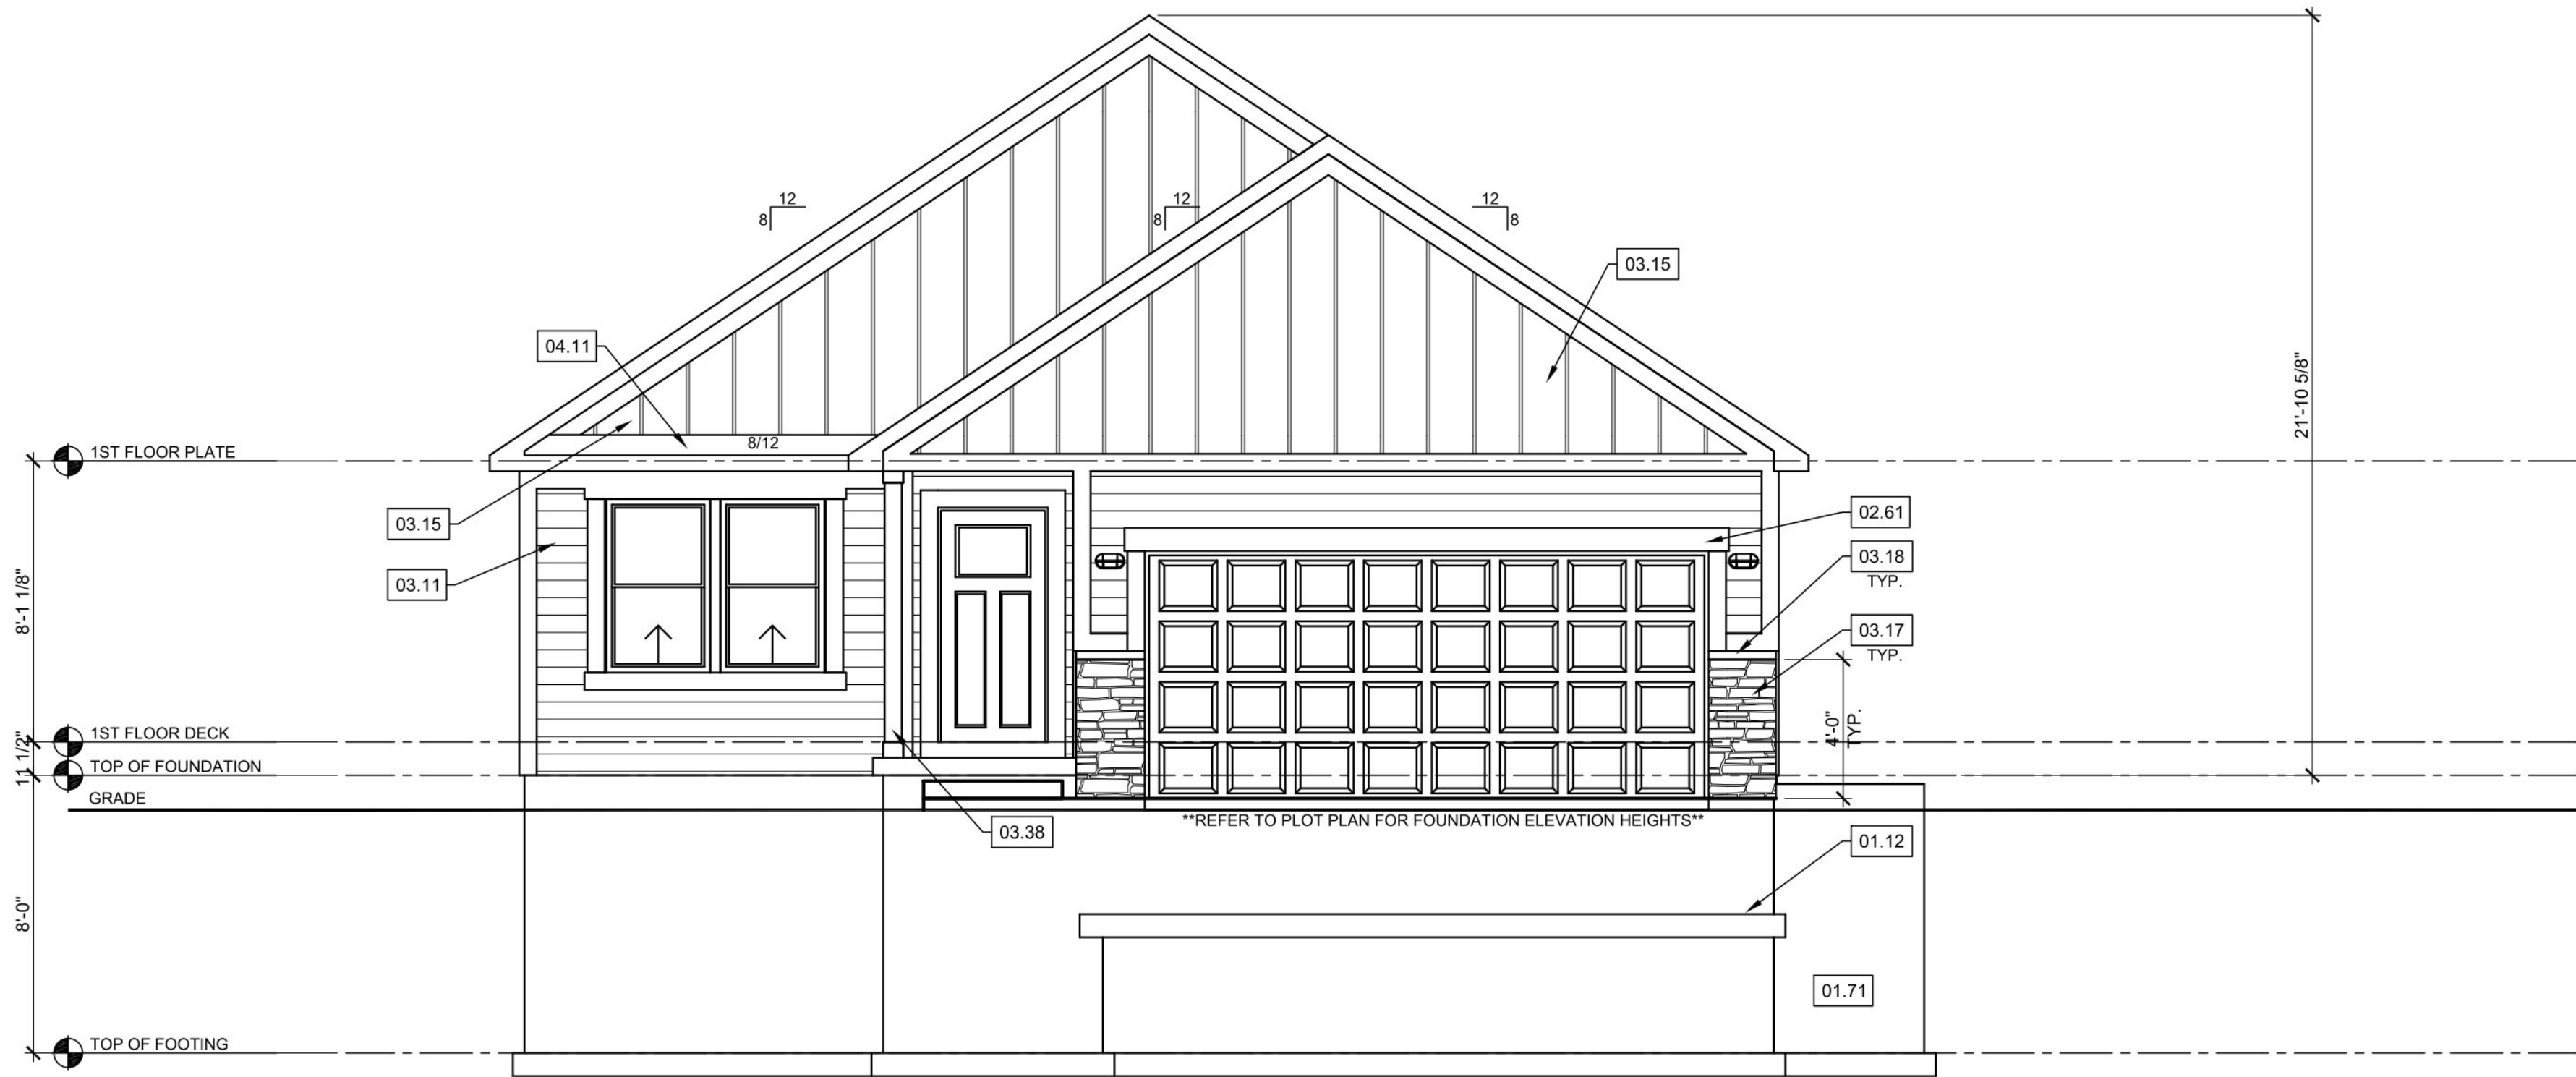 12
8
12
8
12
8
03.15
04.11
21'-10 5/8"
8/12
1ST FLOOR PLATE
03.15
02.61
03.18
TYP.
03.11
8'-1 1/8"
03.17
TYP.
4'-0"
TYP.
1ST FLOOR DECK
11 1/2"
TOP OF FOUNDATION
GRADE
**REFER TO PLOT PLAN FOR FOUNDATION ELEVATION HEIGHTS**
03.38
01.12
8'-0"
01.71
TOP OF FOOTING